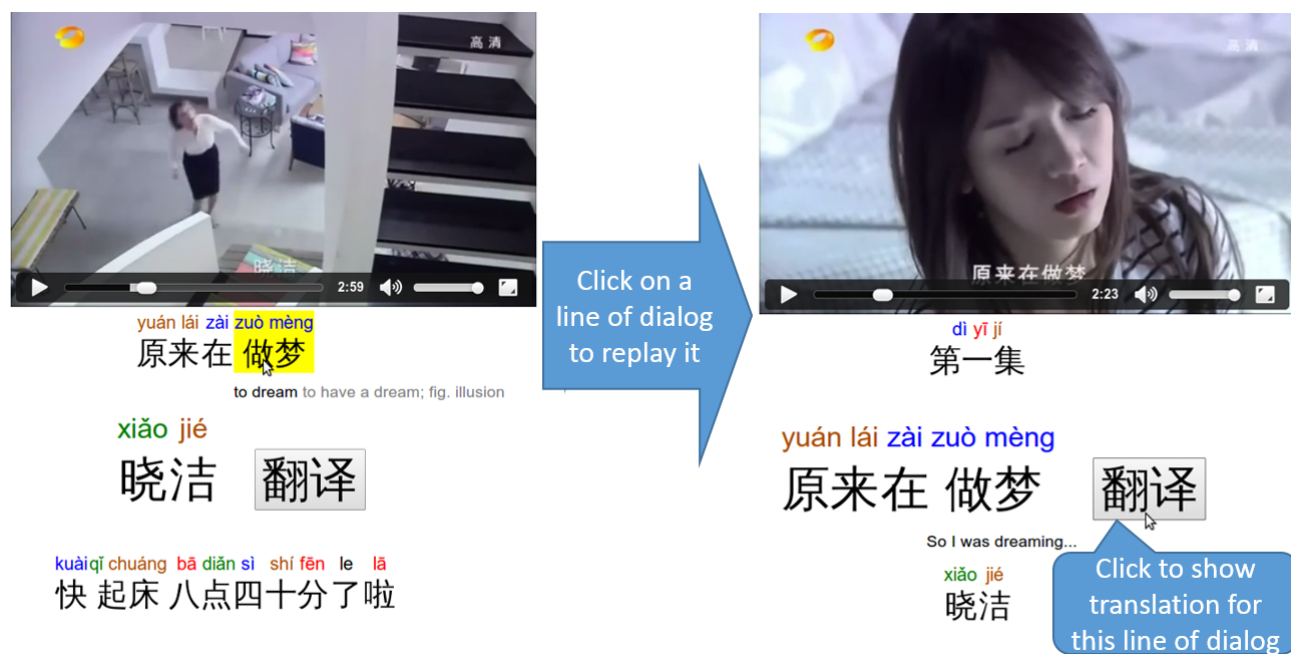 高清
晓洁
2:59
yuán lái zài zuò mèng
原来在 做梦
to dream to have a dream; fig. illusion
xiǎo jié
晓洁 翻译
kuài qǐ chuáng bā diǎn sì shí fēn le lā
快 起床 八点四十分了啦
Click on a
line of dialog
to replay it
高清
原来在做梦
2:23
dì yī jí
第一集
yuán lái zài zuò mèng
原来在 做梦 翻译
So I was dreaming...
xiǎo jié
晓洁
Click to show
translation for
this line of dialog